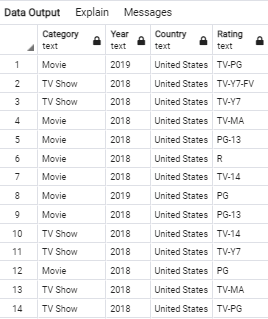 Data Output Explain Messages
Category Year Country Rating
text text text text
1 Movie 2019 United States TV-PG
2 TV Show 2018 United States TV-Y7-FV
3 TV Show 2018 United States TV-Y7
4 Movie 2018 United States TV-MA
5 Movie 2018 United States PG-13
6 Movie 2018 United States R
7 Movie 2018 United States TV-14
8 Movie 2019 United States PG
9 Movie 2018 United States PG-13
10 TV Show 2018 United States TV-14
11 TV Show 2018 United States TV-Y7
12 Movie 2018 United States PG
13 TV Show 2018 United States TV-MA
14 TV Show 2018 United States TV-PG